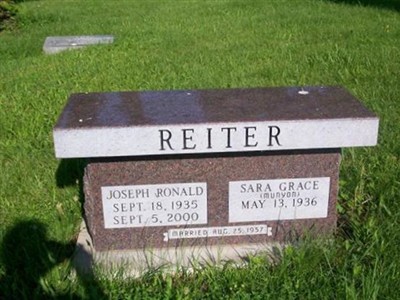 REITER
JOSEPH RONALD
SEPT. 18, 1935
SEPT. 5, 2000
SARA GRACE
(MUNYON)
MAY 13, 1936
MARRIED AUG. 25, 1957